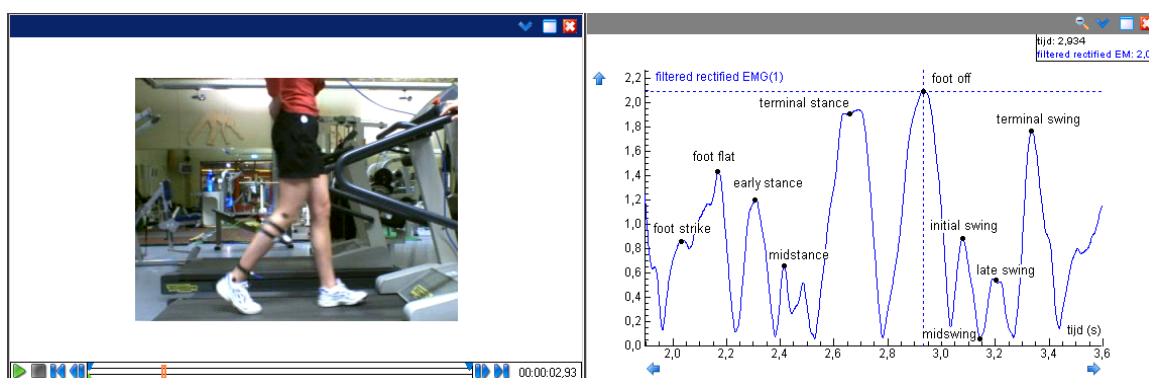 00:00:02,93
tijd: 2,934
filtered rectified EM: 2,0
filtered rectified EMG(1)
2,2
2,0
1,8
1,6
1,4
1,2
1,0
0,8
0,6
0,4
0,2
0,0
foot off
terminal stance
terminal swing
foot flat
early stance
foot strike
initial swing
midstance
late swing
midswing
tijd (s)
2,0 2,2 2,4 2,6 2,8 3,0 3,2 3,4 3,6